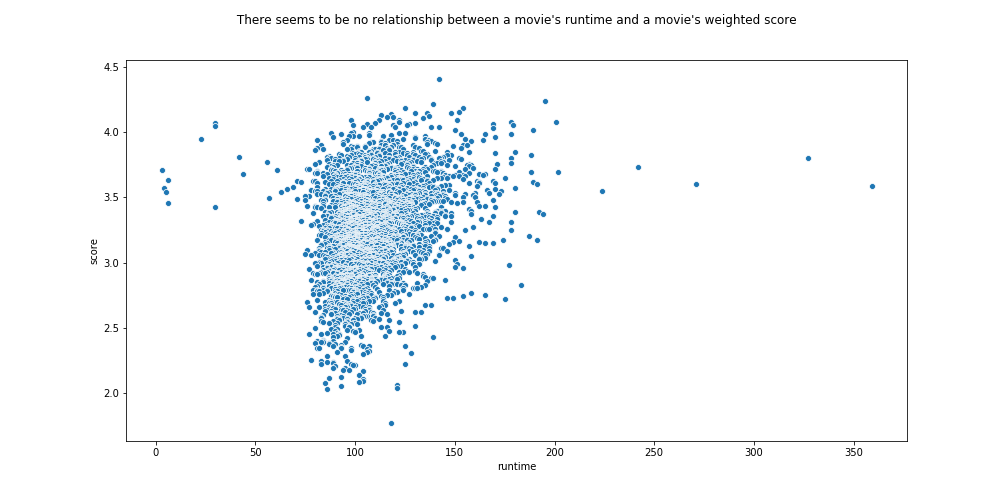 There seems to be no relationship between a movie's runtime and a movie's weighted score
4.5
4.0
3.5
3.0
2.5
2.0
score
0 50 100 150 200 250 300 350
runtime